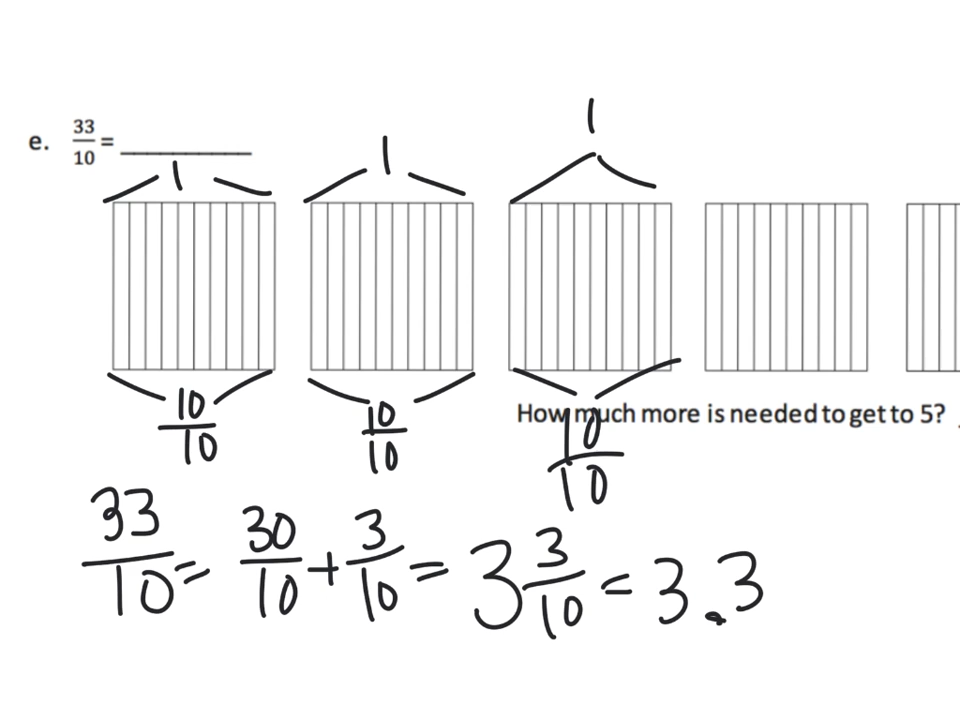 1
e. 33/10 = __________
1 1
10/10 10/10 10/10
How much more is needed to get to 5?
33/10 = 30/10 + 3/10 = 3 3/10 = 3.3